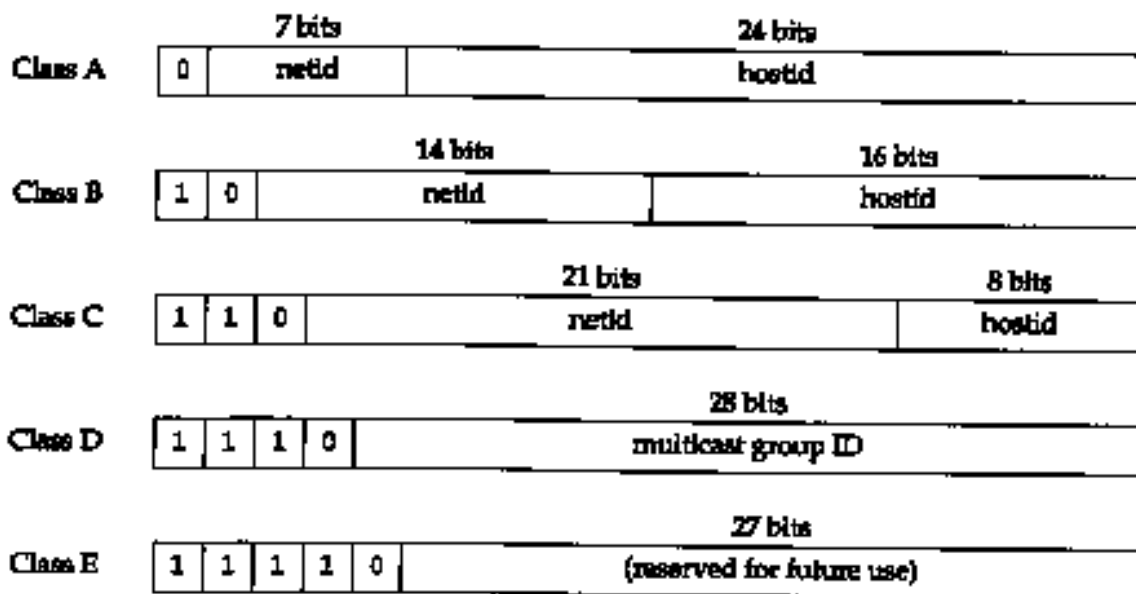 7 bits 24 bits
Class A 0 netid hostid
14 bits 16 bits
Class B 1 0 netid hostid
21 bits 8 bits
Class C 1 1 0 netid hostid
28 bits
Class D 1 1 1 0 multicast group ID
27 bits
Class E 1 1 1 1 0 (reserved for future use)